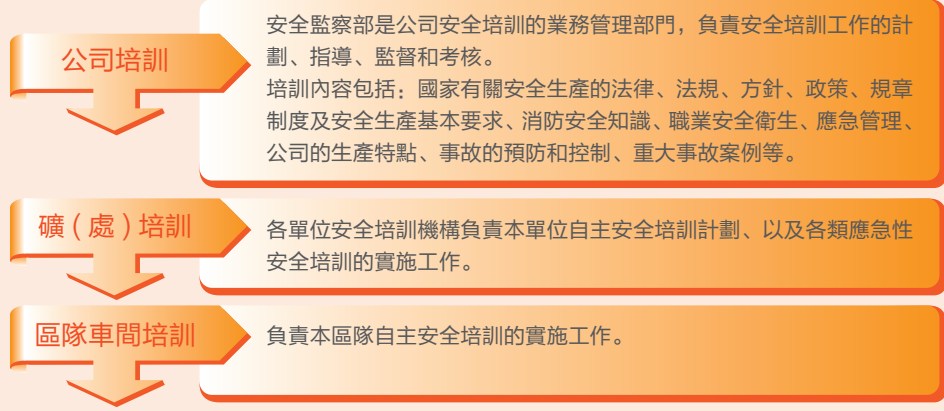 公司培訓
安全監察部是公司安全培訓的業務管理部門，負責安全培訓工作的計
劃、指導、監督和考核。
培訓內容包括：國家有關安全生產的法律、法規、方針、政策、規章
制度及安全生產基本要求、消防安全知識、職業安全衛生、應急管理、
公司的生產特點、事故的預防和控制、重大事故案例等。
礦（處）培訓
各單位安全培訓機構負責本單位自主安全培訓計劃、以及各類應急性
安全培訓的實施工作。
區隊車間培訓
負責本區隊自主安全培訓的實施工作。